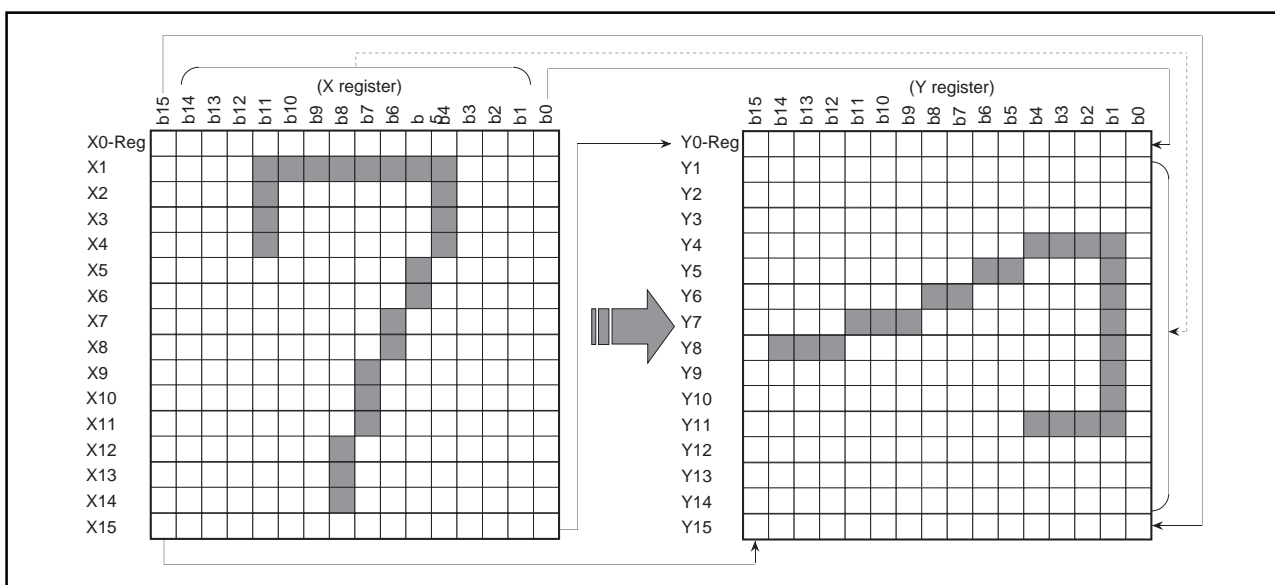 (X register)
b15 b14 b13 b12 b11 b10 b9 b8 b7 b6 b5 b4 b3 b2 b1 b0
X0-Reg
X1
X2
X3
X4
X5
X6
X7
X8
X9
X10
X11
X12
X13
X14
X15
(Y register)
b15 b14 b13 b12 b11 b10 b9 b8 b7 b6 b5 b4 b3 b2 b1 b0
Y0-Reg
Y1
Y2
Y3
Y4
Y5
Y6
Y7
Y8
Y9
Y10
Y11
Y12
Y13
Y14
Y15